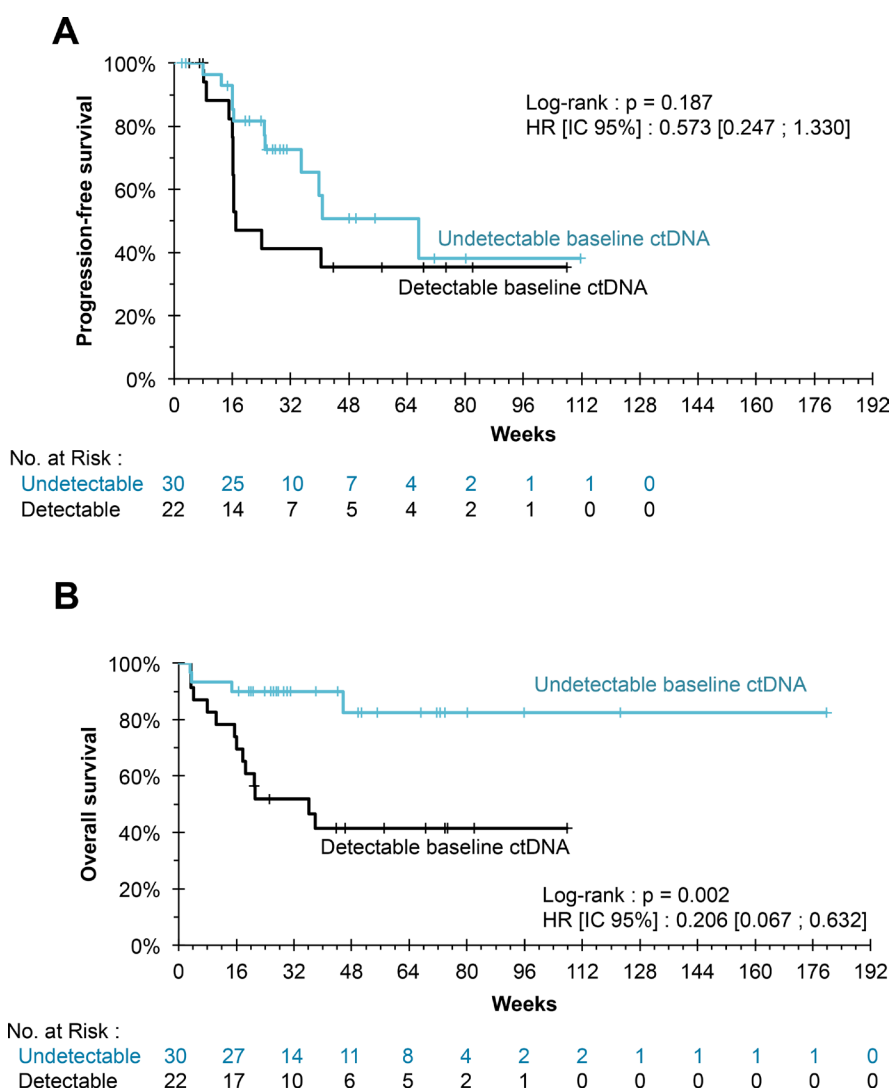 A
100%
80%
60%
40%
20%
0%
Progression-free survival
Log-rank : p = 0.187
HR [IC 95%] : 0.573 [0.247 ; 1.330]
Undetectable baseline ctDNA
Detectable baseline ctDNA
0 16 32 48 64 80 96 112 128 144 160 176 192
Weeks
No. at Risk :
Undetectable 30 25 10 7 4 2 1 1 0
Detectable 22 14 7 5 4 2 1 0 0
B
100%
80%
60%
40%
20%
0%
Overall survival
Undetectable baseline ctDNA
Detectable baseline ctDNA
Log-rank : p = 0.002
HR [IC 95%] : 0.206 [0.067 ; 0.632]
0 16 32 48 64 80 96 112 128 144 160 176 192
Weeks
No. at Risk :
Undetectable 30 27 14 11 8 4 2 2 1 1 1 1 0
Detectable 22 17 10 6 5 2 1 0 0 0 0 0 0